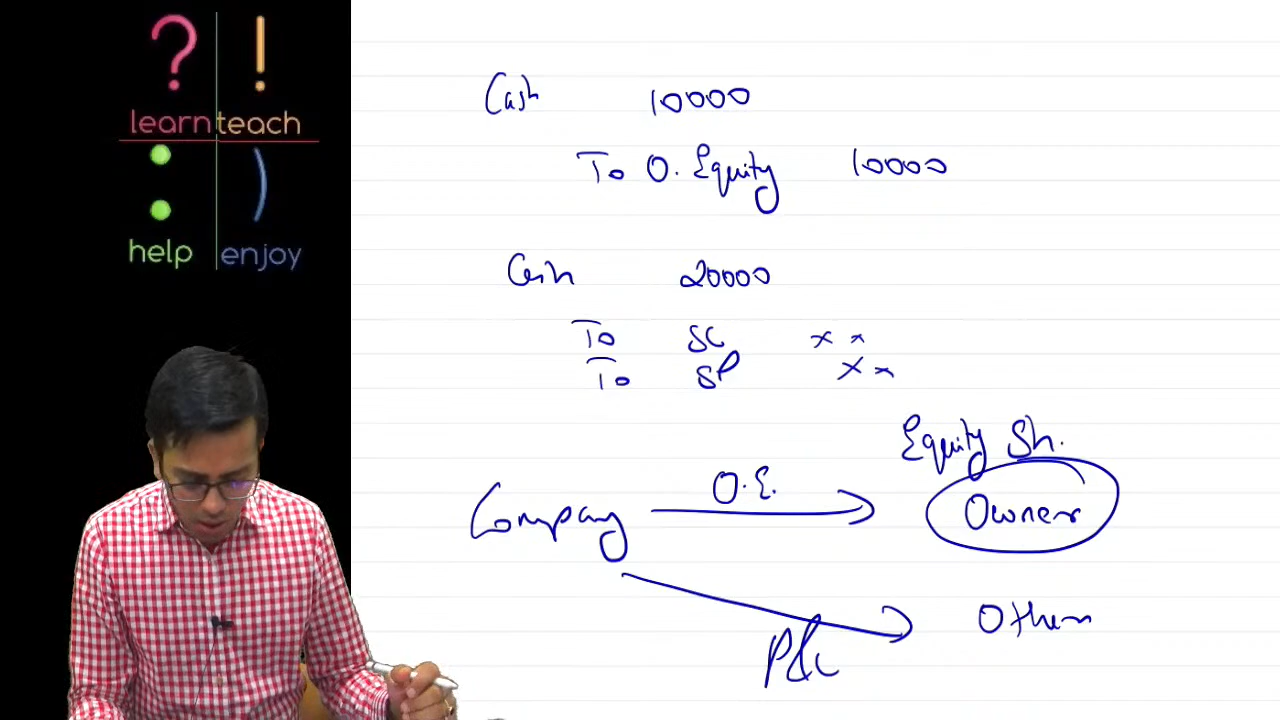 ? !
learn teach
: )
help enjoy
Cash 10000
To O. Equity 10000
Cash 20000
To SC x x
To SP x x
Equity Sh.
Company O.E. Owner
P&L Others